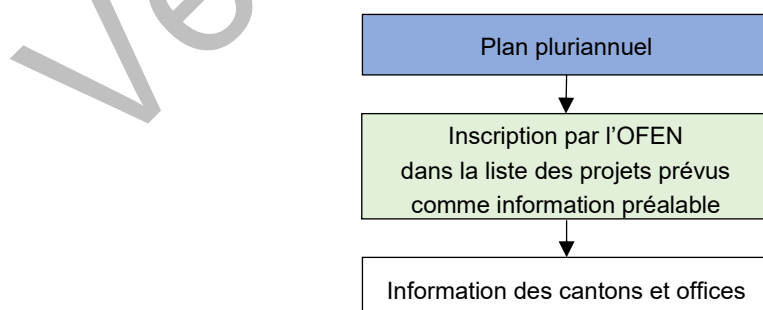 Plan pluriannuel
Inscription par l'OFEN
dans la liste des projets prévus
comme information préalable
Information des cantons et offices